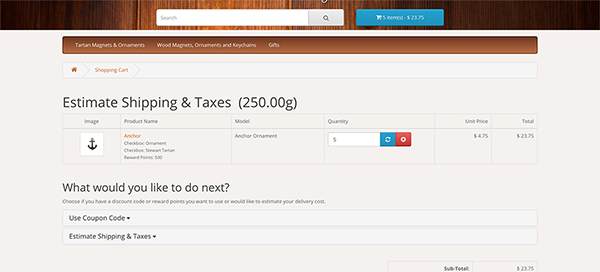 Search
5 item(s) - $ 23.75
Tartan Magnets & Ornaments Wood Magnets, Ornaments and Keychains Gifts
Shopping Cart
Estimate Shipping & Taxes (250.00g)
Image Product Name Model Quantity Unit Price Total
Anchor Anchor Ornament 5 $ 4.75 $ 23.75
Checkbox: Ornament
Checkbox: Stewart Tartan
Reward Points: 500
What would you like to do next?
Choose if you have a discount code or reward points you want to use or would like to estimate your delivery cost.
Use Coupon Code
Estimate Shipping & Taxes
Sub-Total: $ 23.75